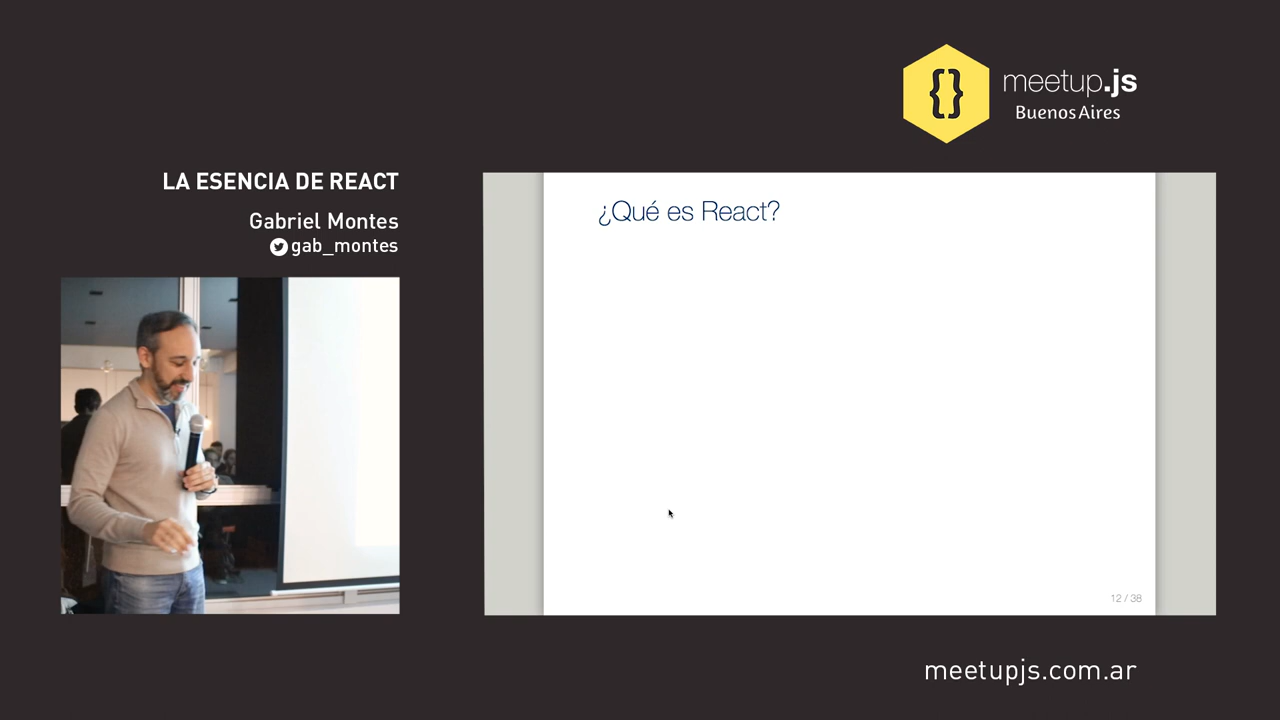 {}
meetup.js
Buenos Aires
LA ESENCIA DE REACT
Gabriel Montes
gab_montes
¿Qué es React?
12 / 38
meetupjs.com.ar